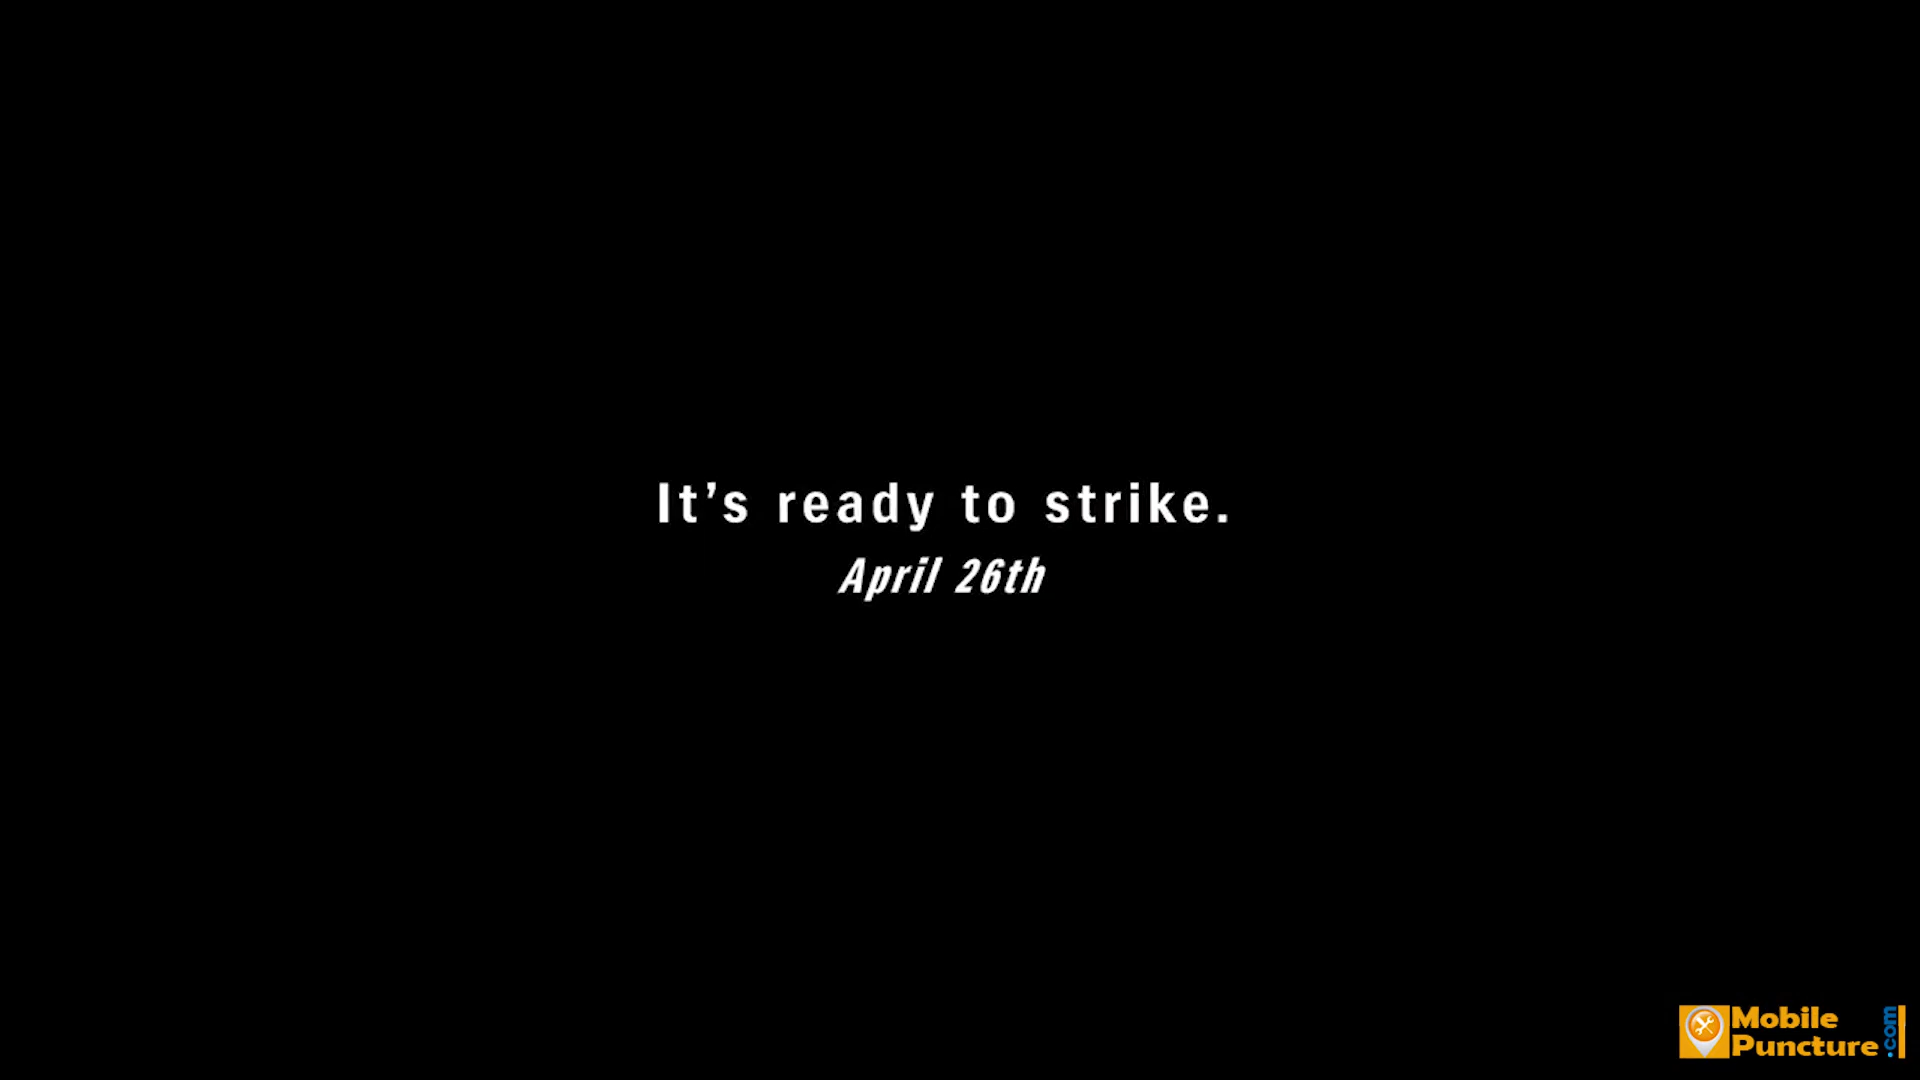 It’s ready to strike.
April 26th
Mobile
Puncture
.com